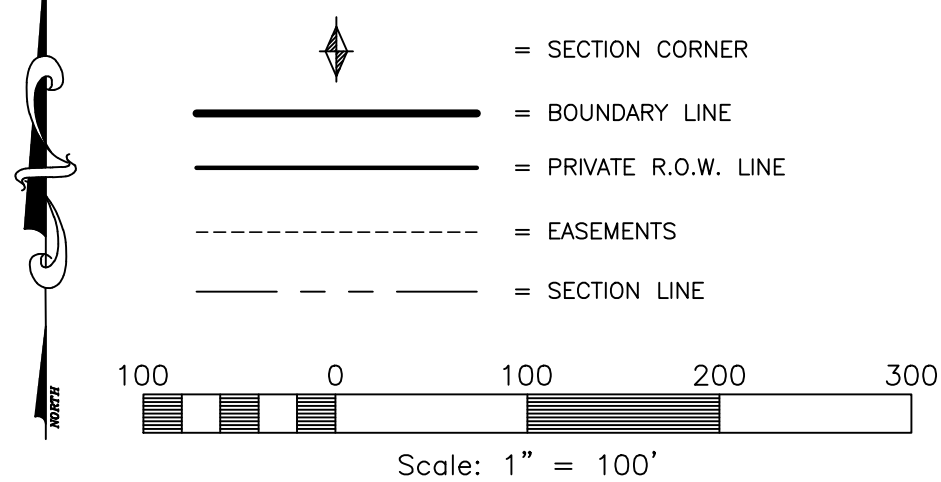 = SECTION CORNER
= BOUNDARY LINE
= PRIVATE R.O.W. LINE
= EASEMENTS
= SECTION LINE
NORTH
100 0 100 200 300
Scale: 1" = 100'